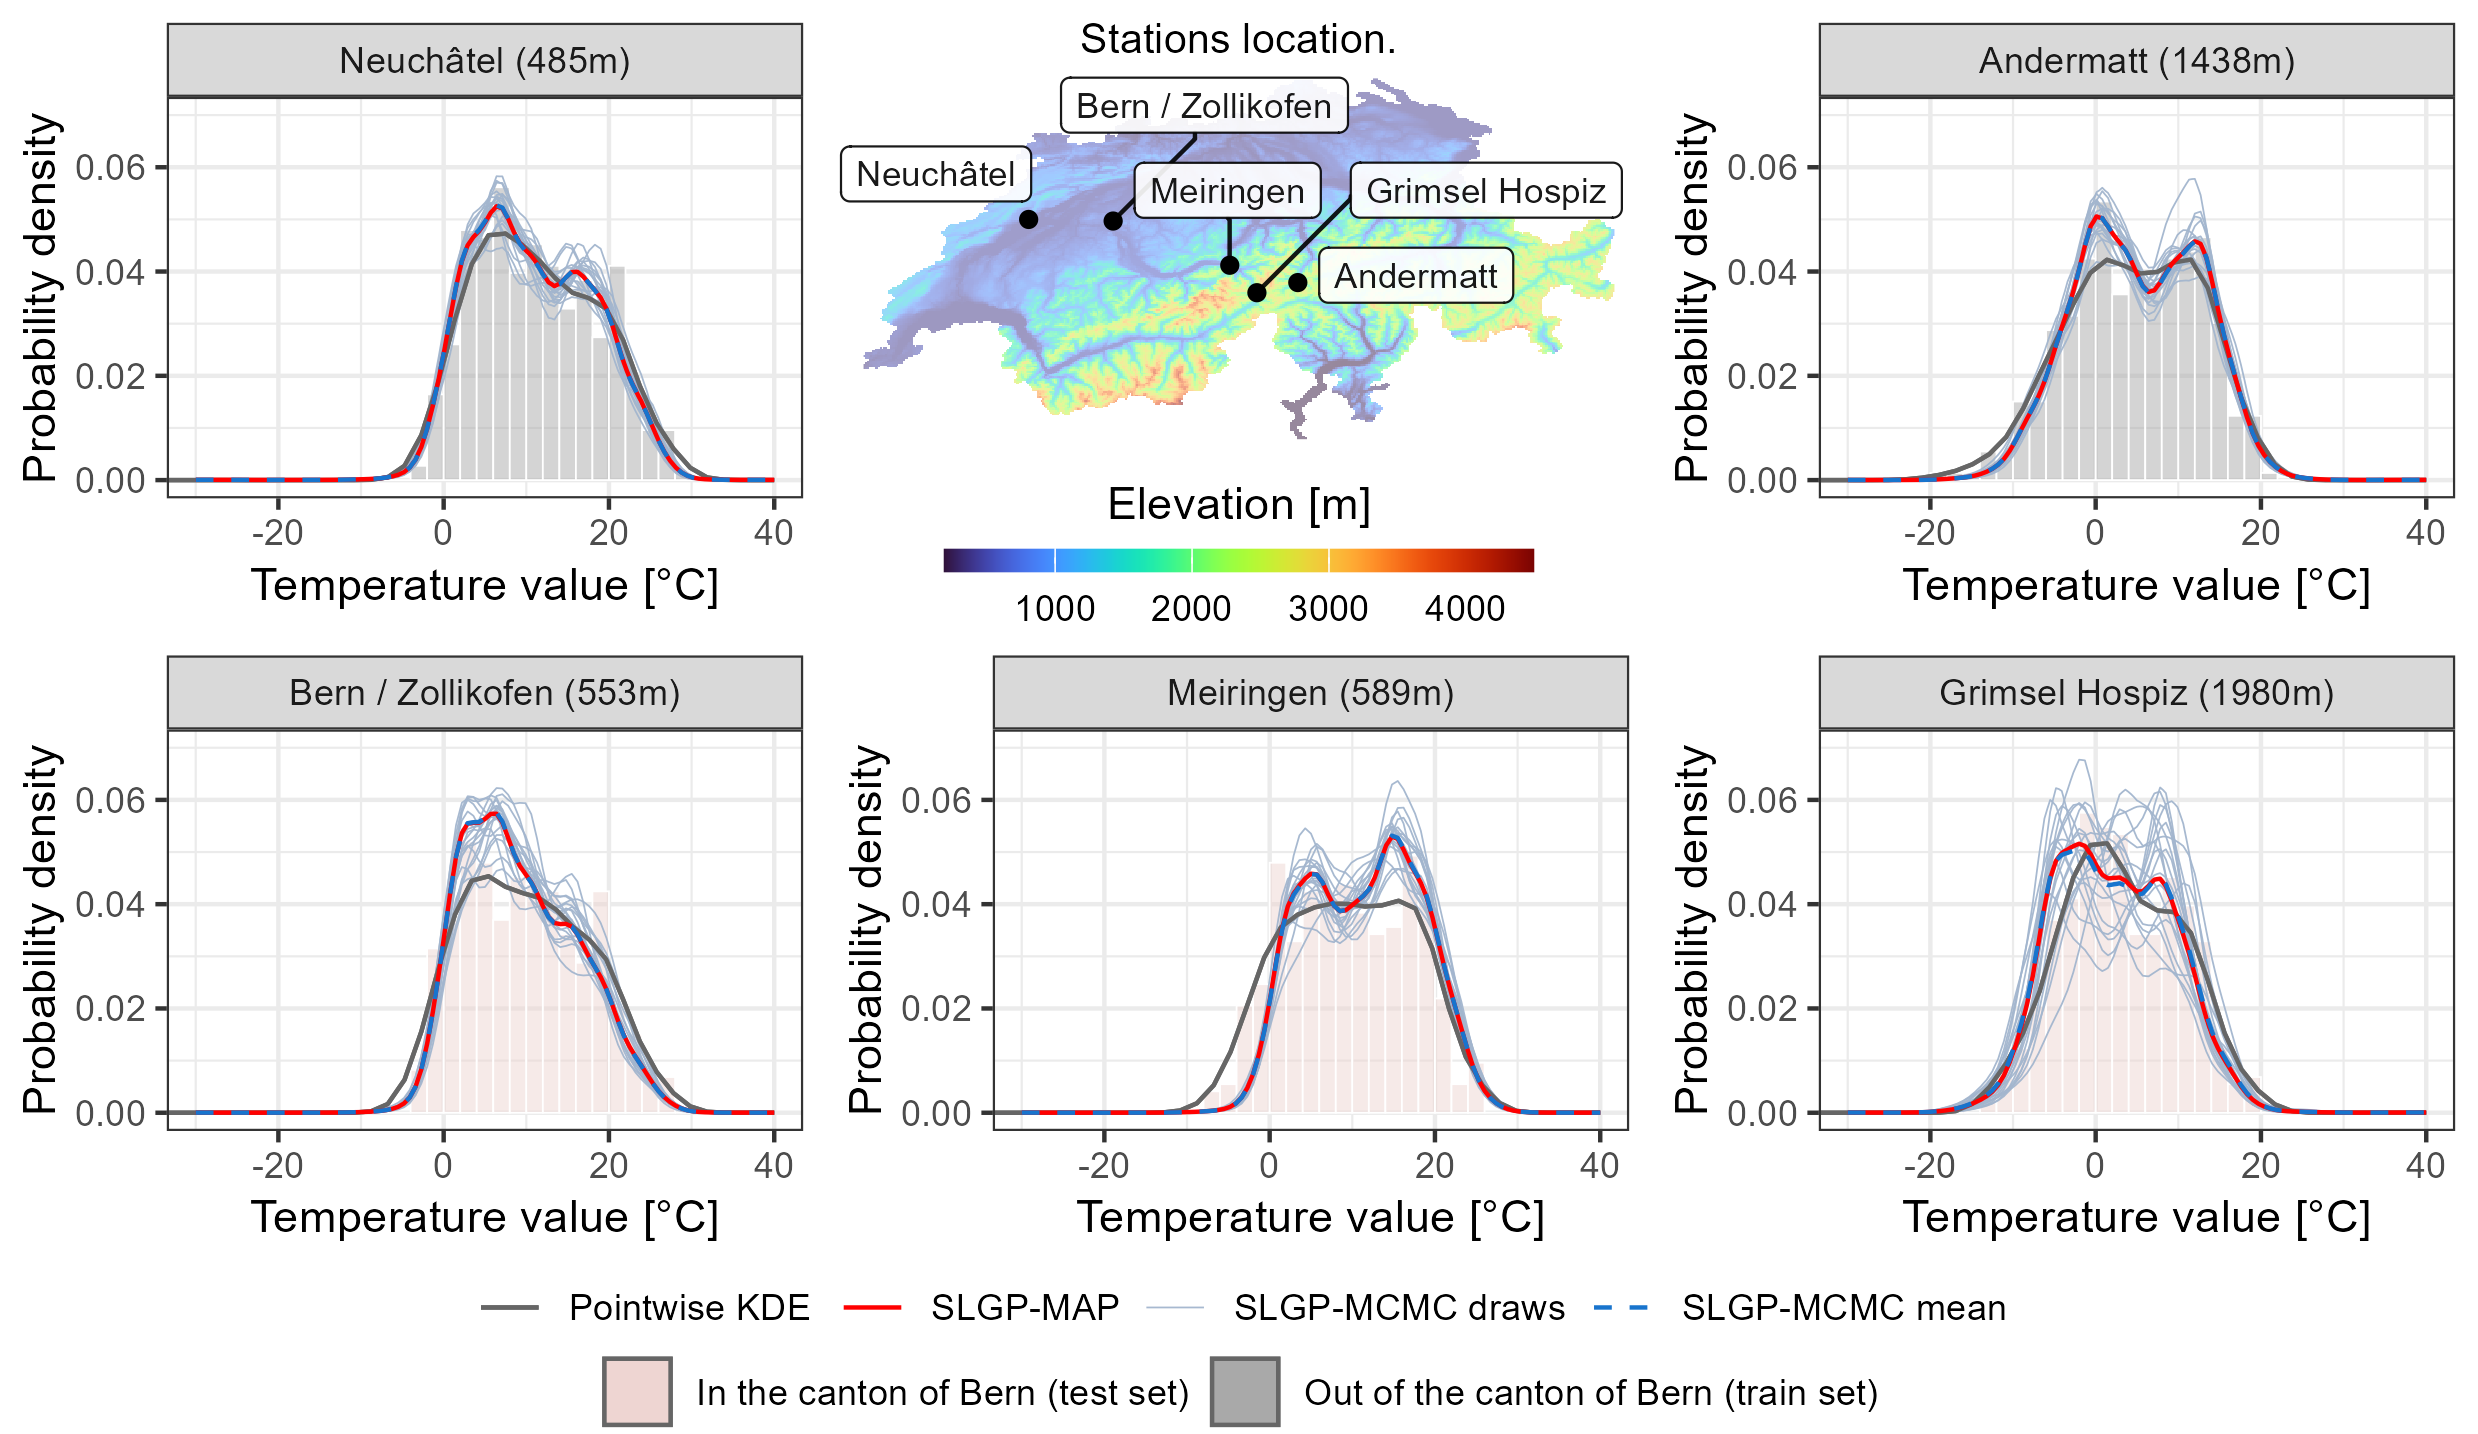 Neuchâtel (485m)
Probability density
0.06
0.04
0.02
0.00
-20 0 20 40
Temperature value [°C]
Stations location.
Bern / Zollikofen
Neuchâtel
Meiringen
Grimsel Hospiz
Andermatt
Elevation [m]
1000 2000 3000 4000
Andermatt (1438m)
Probability density
0.06
0.04
0.02
0.00
-20 0 20 40
Temperature value [°C]
Bern / Zollikofen (553m)
Probability density
0.06
0.04
0.02
0.00
-20 0 20 40
Temperature value [°C]
Meiringen (589m)
Probability density
0.06
0.04
0.02
0.00
-20 0 20 40
Temperature value [°C]
Grimsel Hospiz (1980m)
Probability density
0.06
0.04
0.02
0.00
-20 0 20 40
Temperature value [°C]
Pointwise KDE SLGP-MAP SLGP-MCMC draws SLGP-MCMC mean
In the canton of Bern (test set) Out of the canton of Bern (train set)